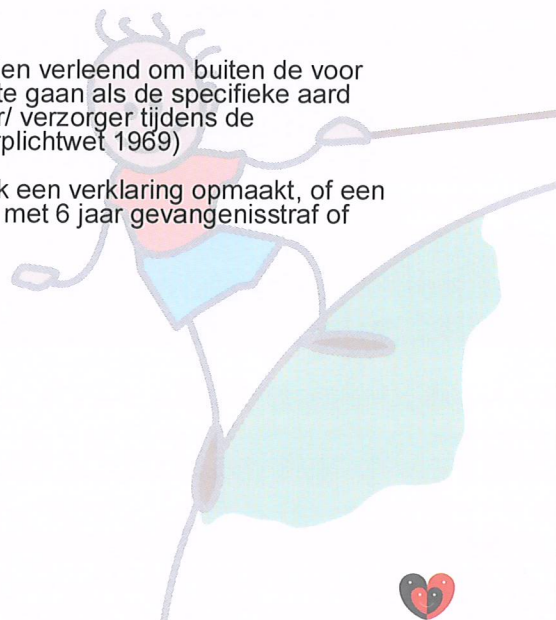 en verleend om buiten de voor
te gaan als de specifieke aard
r/ verzorger tijdens de
plichtwet 1969)
k een verklaring opmaakt, of een
met 6 jaar gevangenisstraf of